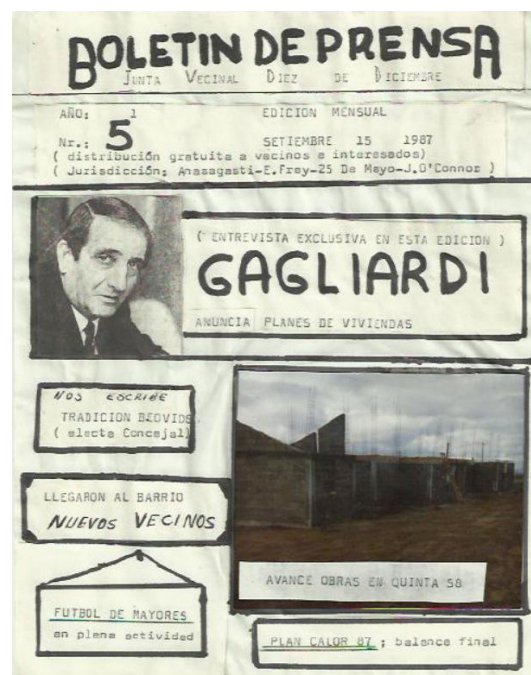 BOLETIN DE PRENSA
JUNTA VECINAL DIEZ DE DICIEMBRE
AÑO: 1 EDICION MENSUAL
Nr.: 5 SETIEMBRE 15 1987
( distribución gratuita a vecinos e interesados)
( Jurisdicción; Anasagasti-E.Frey-25 De Mayo-J.O'Connor )
( ENTREVISTA EXCLUSIVA EN ESTA EDICION )
GAGLIARDI
ANUNCIA PLANES DE VIVIENDAS
NOS ESCRIBE
TRADICION BEOVIDE
( electa Concejal)
LLEGARON AL BARRIO
NUEVOS VECINOS
AVANCE OBRAS EN QUINTA 58
FUTBOL DE MAYORES
en plena actividad
PLAN CALOR 87 ; balance final